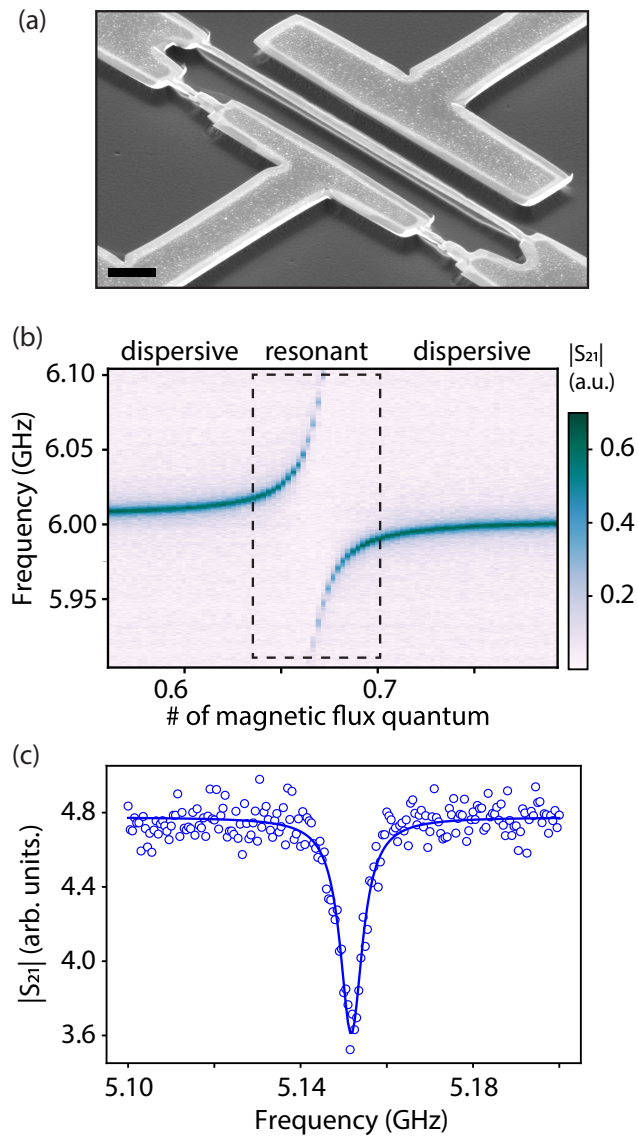 (a)
(b)
dispersive resonant dispersive
|S₂₁|
(a.u.)
6.10
6.05
6.00
5.95
Frequency (GHz)
0.6
0.4
0.2
0.6 0.7
# of magnetic flux quantum
(c)
4.8
4.4
4.0
3.6
|S₂₁| (arb. units.)
5.10 5.14 5.18
Frequency (GHz)